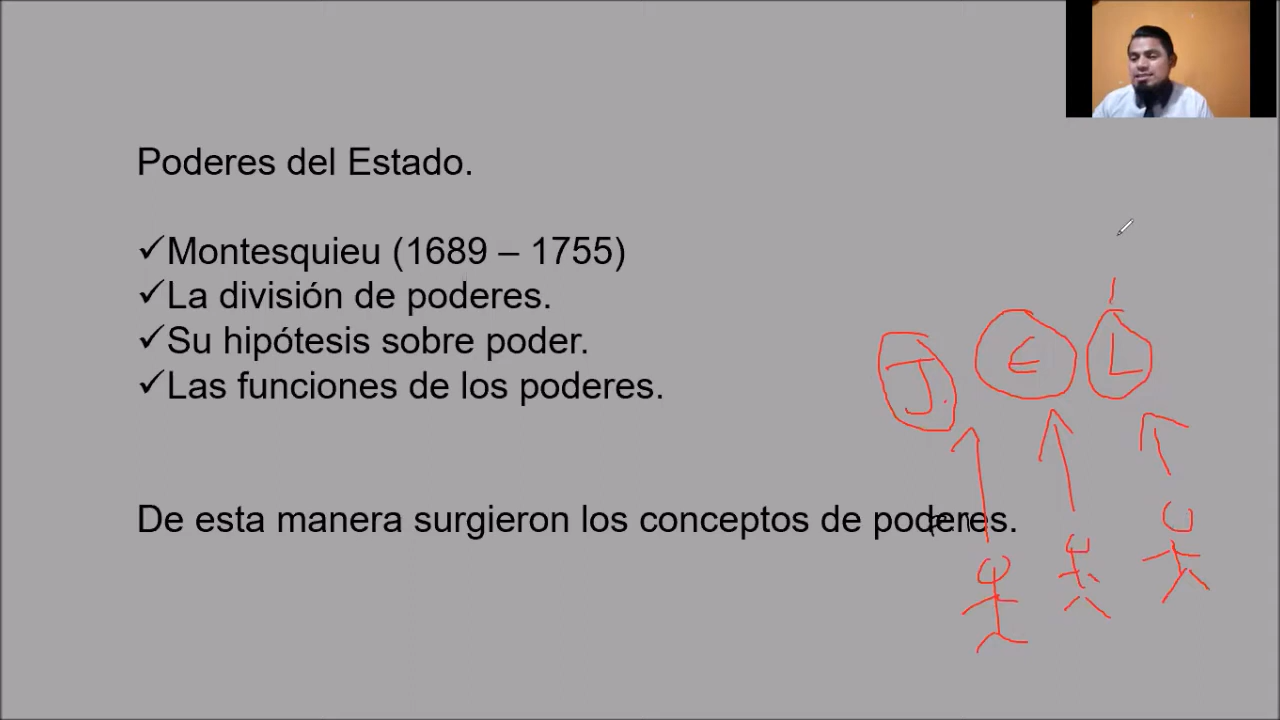 Poderes del Estado.
✓Montesquieu (1689 – 1755)
✓La división de poderes.
✓Su hipótesis sobre poder.
✓Las funciones de los poderes.
J. E L
De esta manera surgieron los conceptos de poderes.